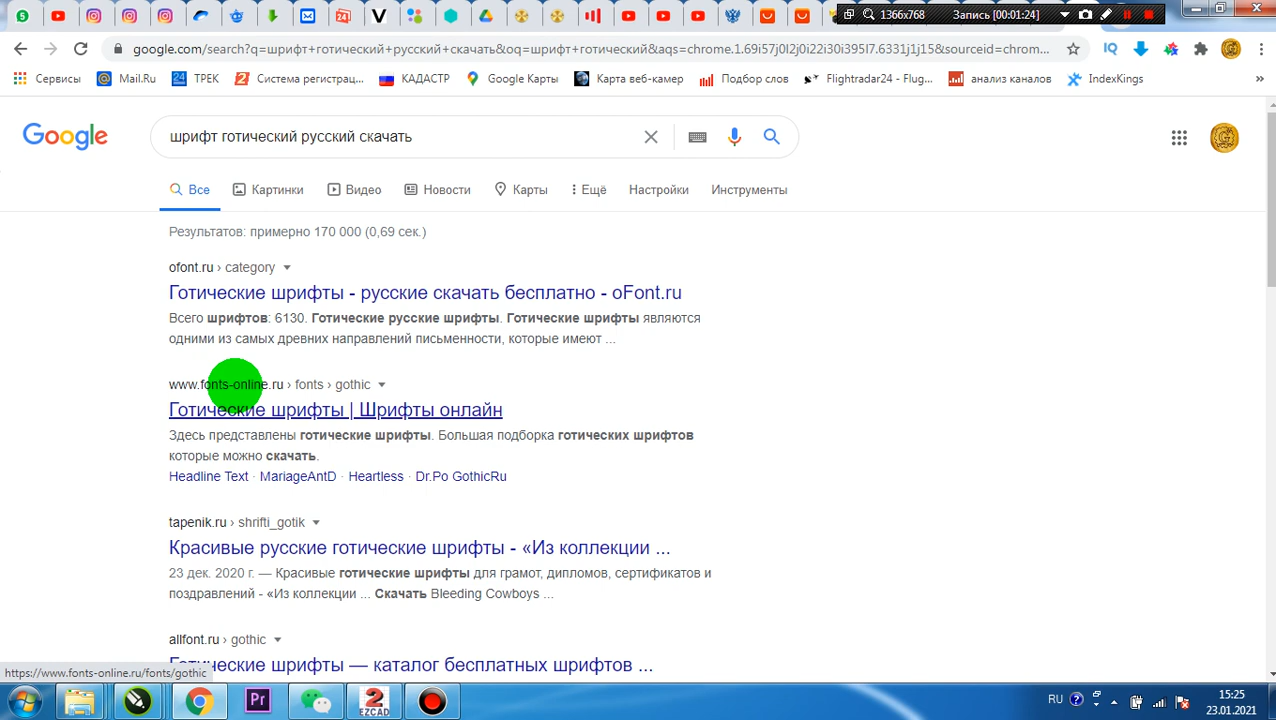 1366x768 Запись [00:01:24]
google.com/search?q=шрифт+готический+русский+скачать&oq=шрифт+готический&aqs=chrome.1.69i57j0l2j0i22i30i395l7.6331j1j15&sourceid=chrom...
Сервисы Mail.Ru 24 ТРЕК Система регистрац... КАДАСТР Google Карты Карта веб-камер Подбор слов Flightradar24 - Flug... анализ каналов IndexKings »
Google шрифт готический русский скачать
Все Картинки Видео Новости Карты Ещё Настройки Инструменты
Результатов: примерно 170 000 (0,69 сек.)
ofont.ru › category
Готические шрифты - русские скачать бесплатно - oFont.ru
Всего шрифтов: 6130. Готические русские шрифты. Готические шрифты являются
одними из самых древних направлений письменности, которые имеют ...
www.fonts-online.ru › fonts › gothic
Готические шрифты | Шрифты онлайн
Здесь представлены готические шрифты. Большая подборка готических шрифтов
которые можно скачать.
Headline Text · MariageAntD · Heartless · Dr.Po GothicRu
tapenik.ru › shrifti_gotik
Красивые русские готические шрифты - «Из коллекции ...
23 дек. 2020 г. — Красивые готические шрифты для грамот, дипломов, сертификатов и
поздравлений - «Из коллекции ... Скачать Bleeding Cowboys ...
allfont.ru › gothic
Готические шрифты — каталог бесплатных шрифтов ...
https://www.fonts-online.ru/fonts/gothic
Pr 2 EZCAD RU 15:25
23.01.2021